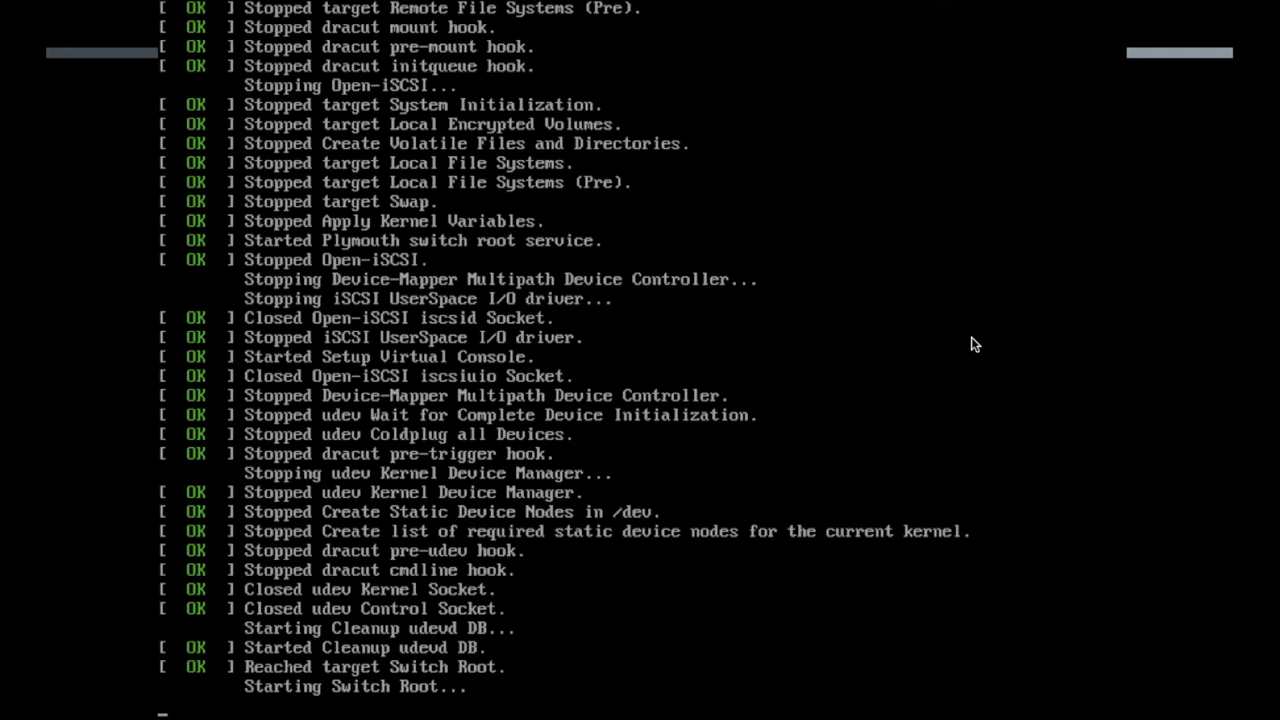 [  OK  ] Stopped target Remote File Systems (Pre).
[  OK  ] Stopped dracut mount hook.
[  OK  ] Stopped dracut pre-mount hook.
[  OK  ] Stopped dracut initqueue hook.
Stopping Open-iSCSI...
[  OK  ] Stopped target System Initialization.
[  OK  ] Stopped target Local Encrypted Volumes.
[  OK  ] Stopped Create Volatile Files and Directories.
[  OK  ] Stopped target Local File Systems.
[  OK  ] Stopped target Local File Systems (Pre).
[  OK  ] Stopped target Swap.
[  OK  ] Stopped Apply Kernel Variables.
[  OK  ] Started Plymouth switch root service.
[  OK  ] Stopped Open-iSCSI.
Stopping Device-Mapper Multipath Device Controller...
Stopping iSCSI UserSpace I/O driver...
[  OK  ] Closed Open-iSCSI iscsid Socket.
[  OK  ] Stopped iSCSI UserSpace I/O driver.
[  OK  ] Started Setup Virtual Console.
[  OK  ] Closed Open-iSCSI iscsiuio Socket.
[  OK  ] Stopped Device-Mapper Multipath Device Controller.
[  OK  ] Stopped udev Wait for Complete Device Initialization.
[  OK  ] Stopped udev Coldplug all Devices.
[  OK  ] Stopped dracut pre-trigger hook.
Stopping udev Kernel Device Manager...
[  OK  ] Stopped udev Kernel Device Manager.
[  OK  ] Stopped Create Static Device Nodes in /dev.
[  OK  ] Stopped Create list of required static device nodes for the current kernel.
[  OK  ] Stopped dracut pre-udev hook.
[  OK  ] Stopped dracut cmdline hook.
[  OK  ] Closed udev Kernel Socket.
[  OK  ] Closed udev Control Socket.
Starting Cleanup udevd DB...
[  OK  ] Started Cleanup udevd DB.
[  OK  ] Reached target Switch Root.
Starting Switch Root...